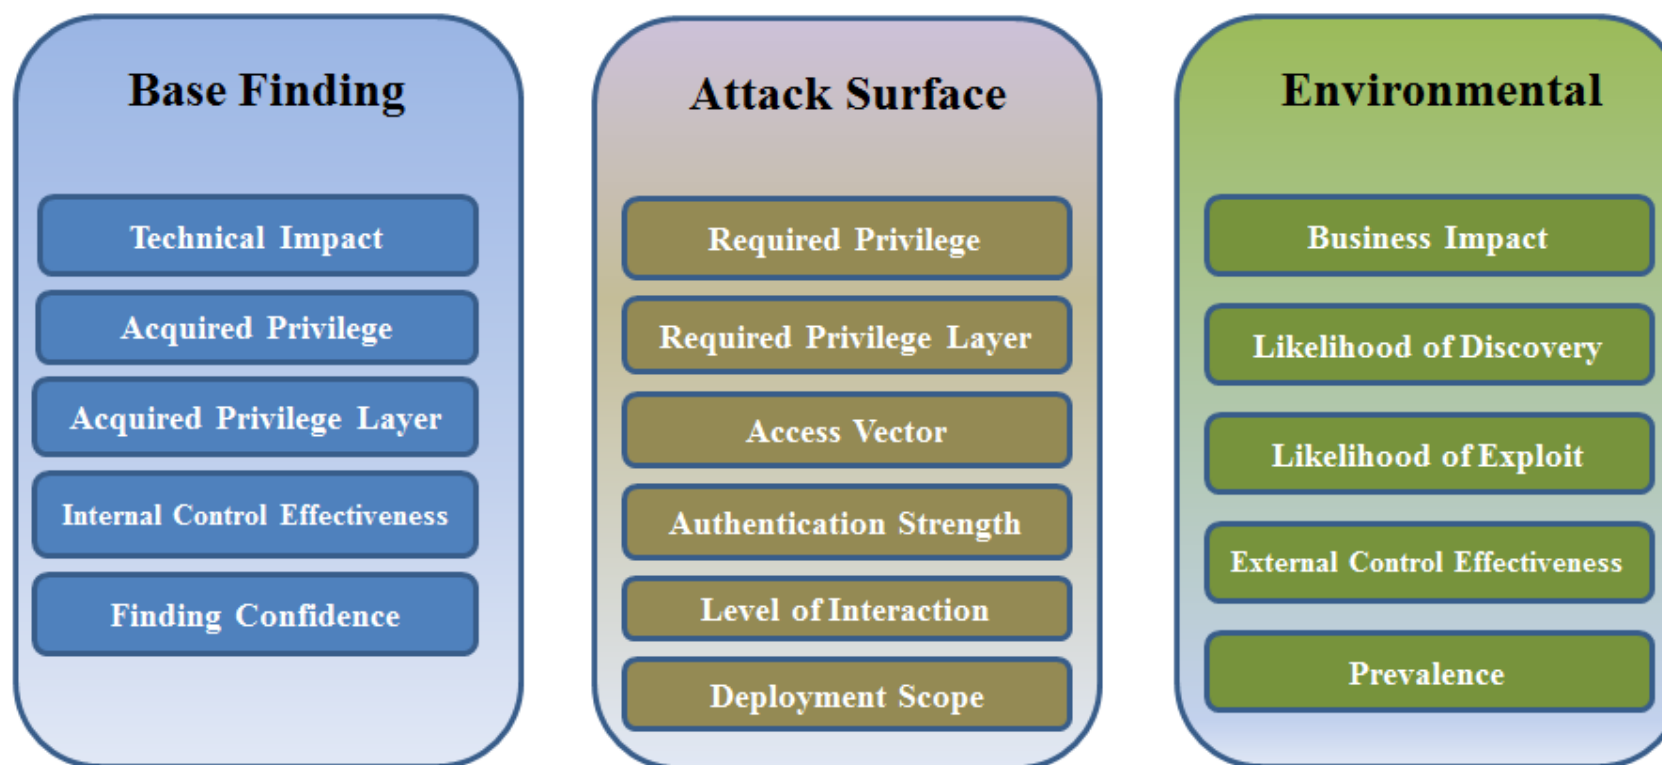 Base Finding
Technical Impact
Acquired Privilege
Acquired Privilege Layer
Internal Control Effectiveness
Finding Confidence
Attack Surface
Required Privilege
Required Privilege Layer
Access Vector
Authentication Strength
Level of Interaction
Deployment Scope
Environmental
Business Impact
Likelihood of Discovery
Likelihood of Exploit
External Control Effectiveness
Prevalence